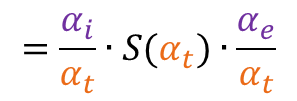 = αᵢ/αₜ · S(αₜ) · αₑ/αₜ